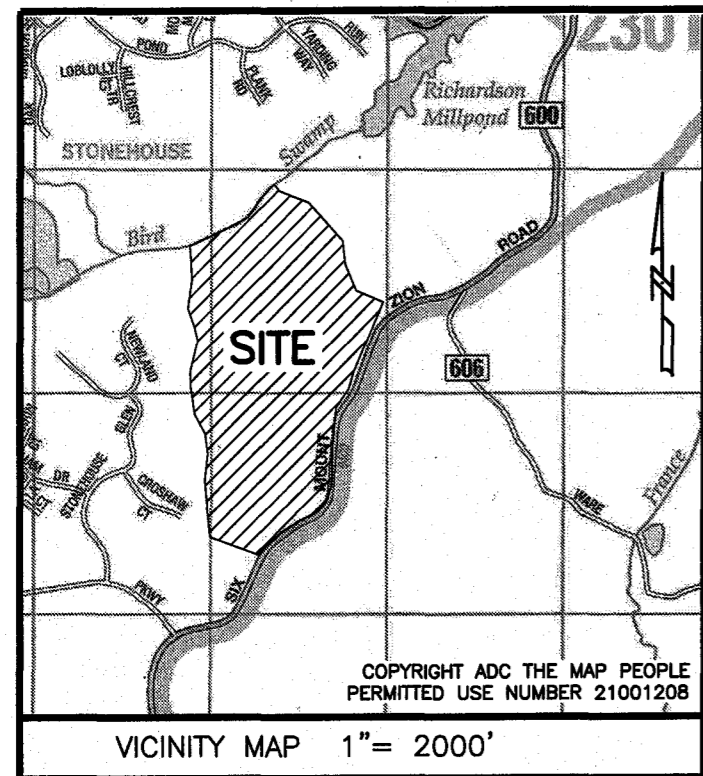 2301
POND
RUN
YARDING
WAY
LOBLOLLY
CT
HILLCREST
PLANK
RD
Richardson
Millpond
600
STONEHOUSE
Swamp
Bird
ROAD
ZION
N
SITE
606
NEWLAND
CT
GLEN
MOUNT
DR
STONEHOUSE
CROSHAW
CT
France
WARE
PKWY
SIX
COPYRIGHT ADC THE MAP PEOPLE
PERMITTED USE NUMBER 21001208
VICINITY MAP 1"= 2000'